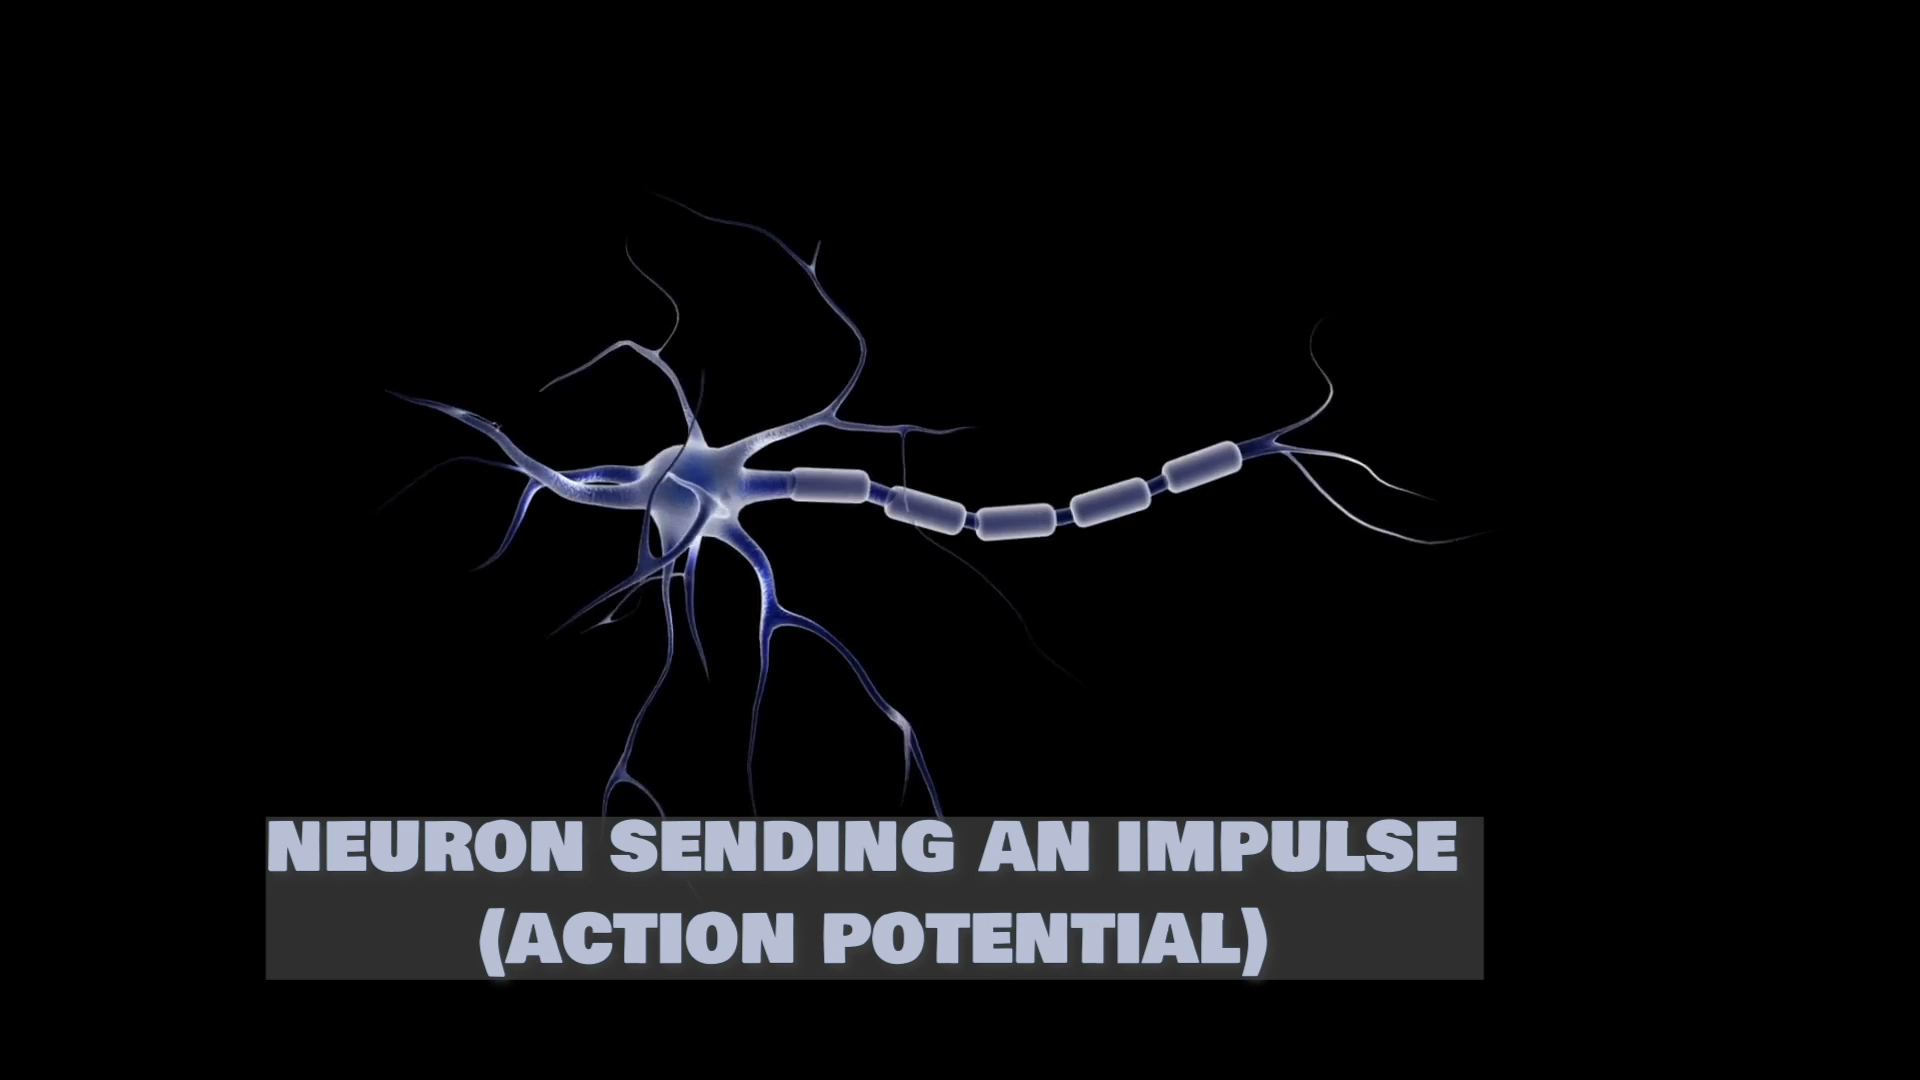 NEURON SENDING AN IMPULSE
(ACTION POTENTIAL)